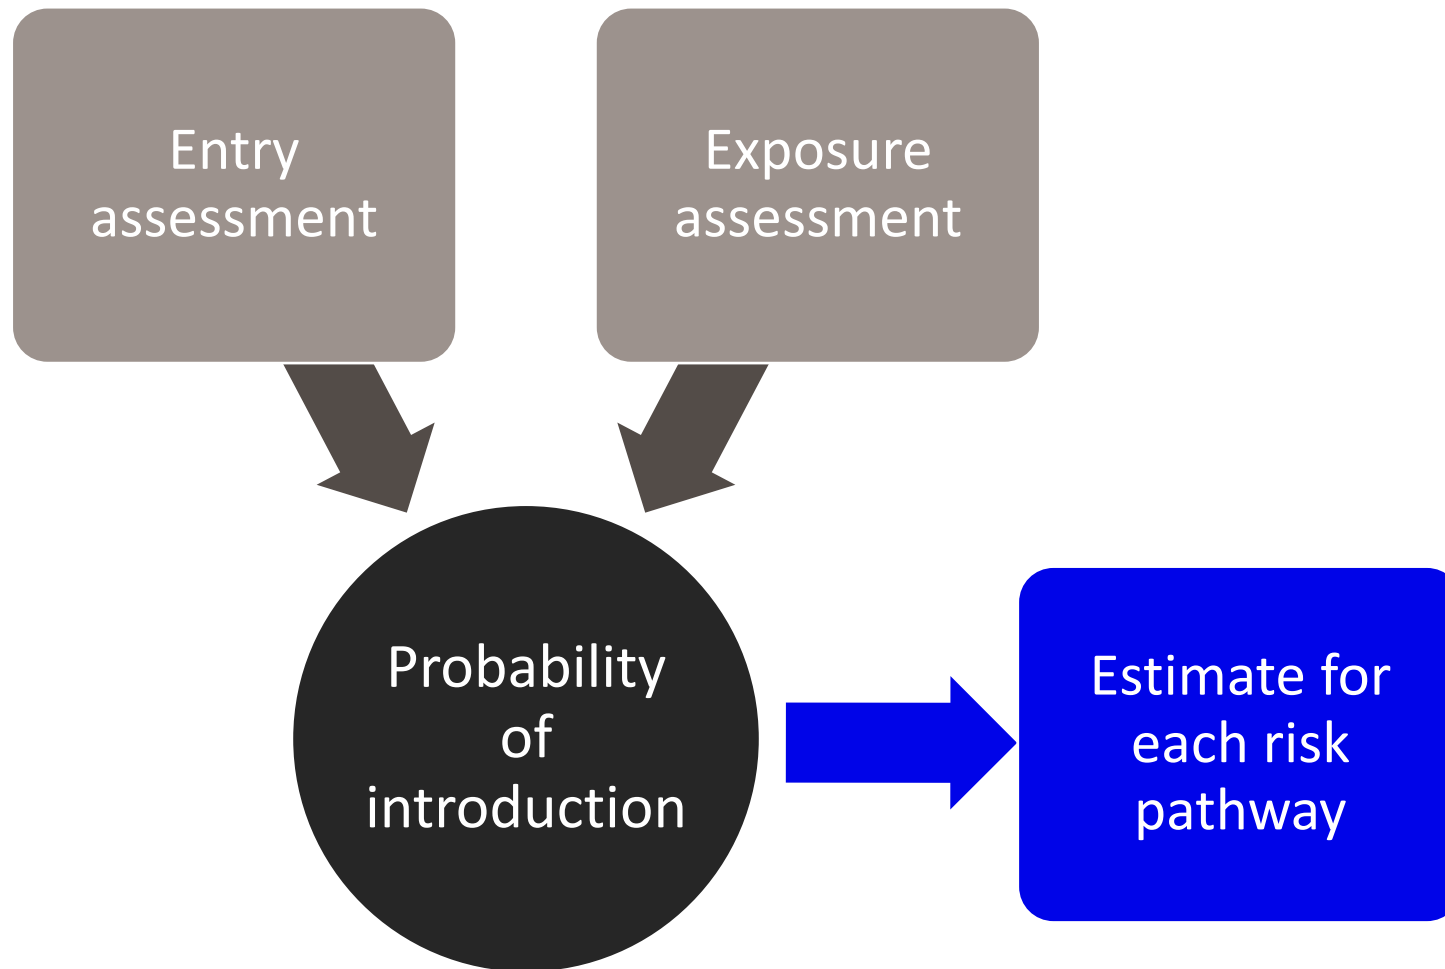 Entry
assessment
Exposure
assessment
Probability
of
introduction
Estimate for
each risk
pathway